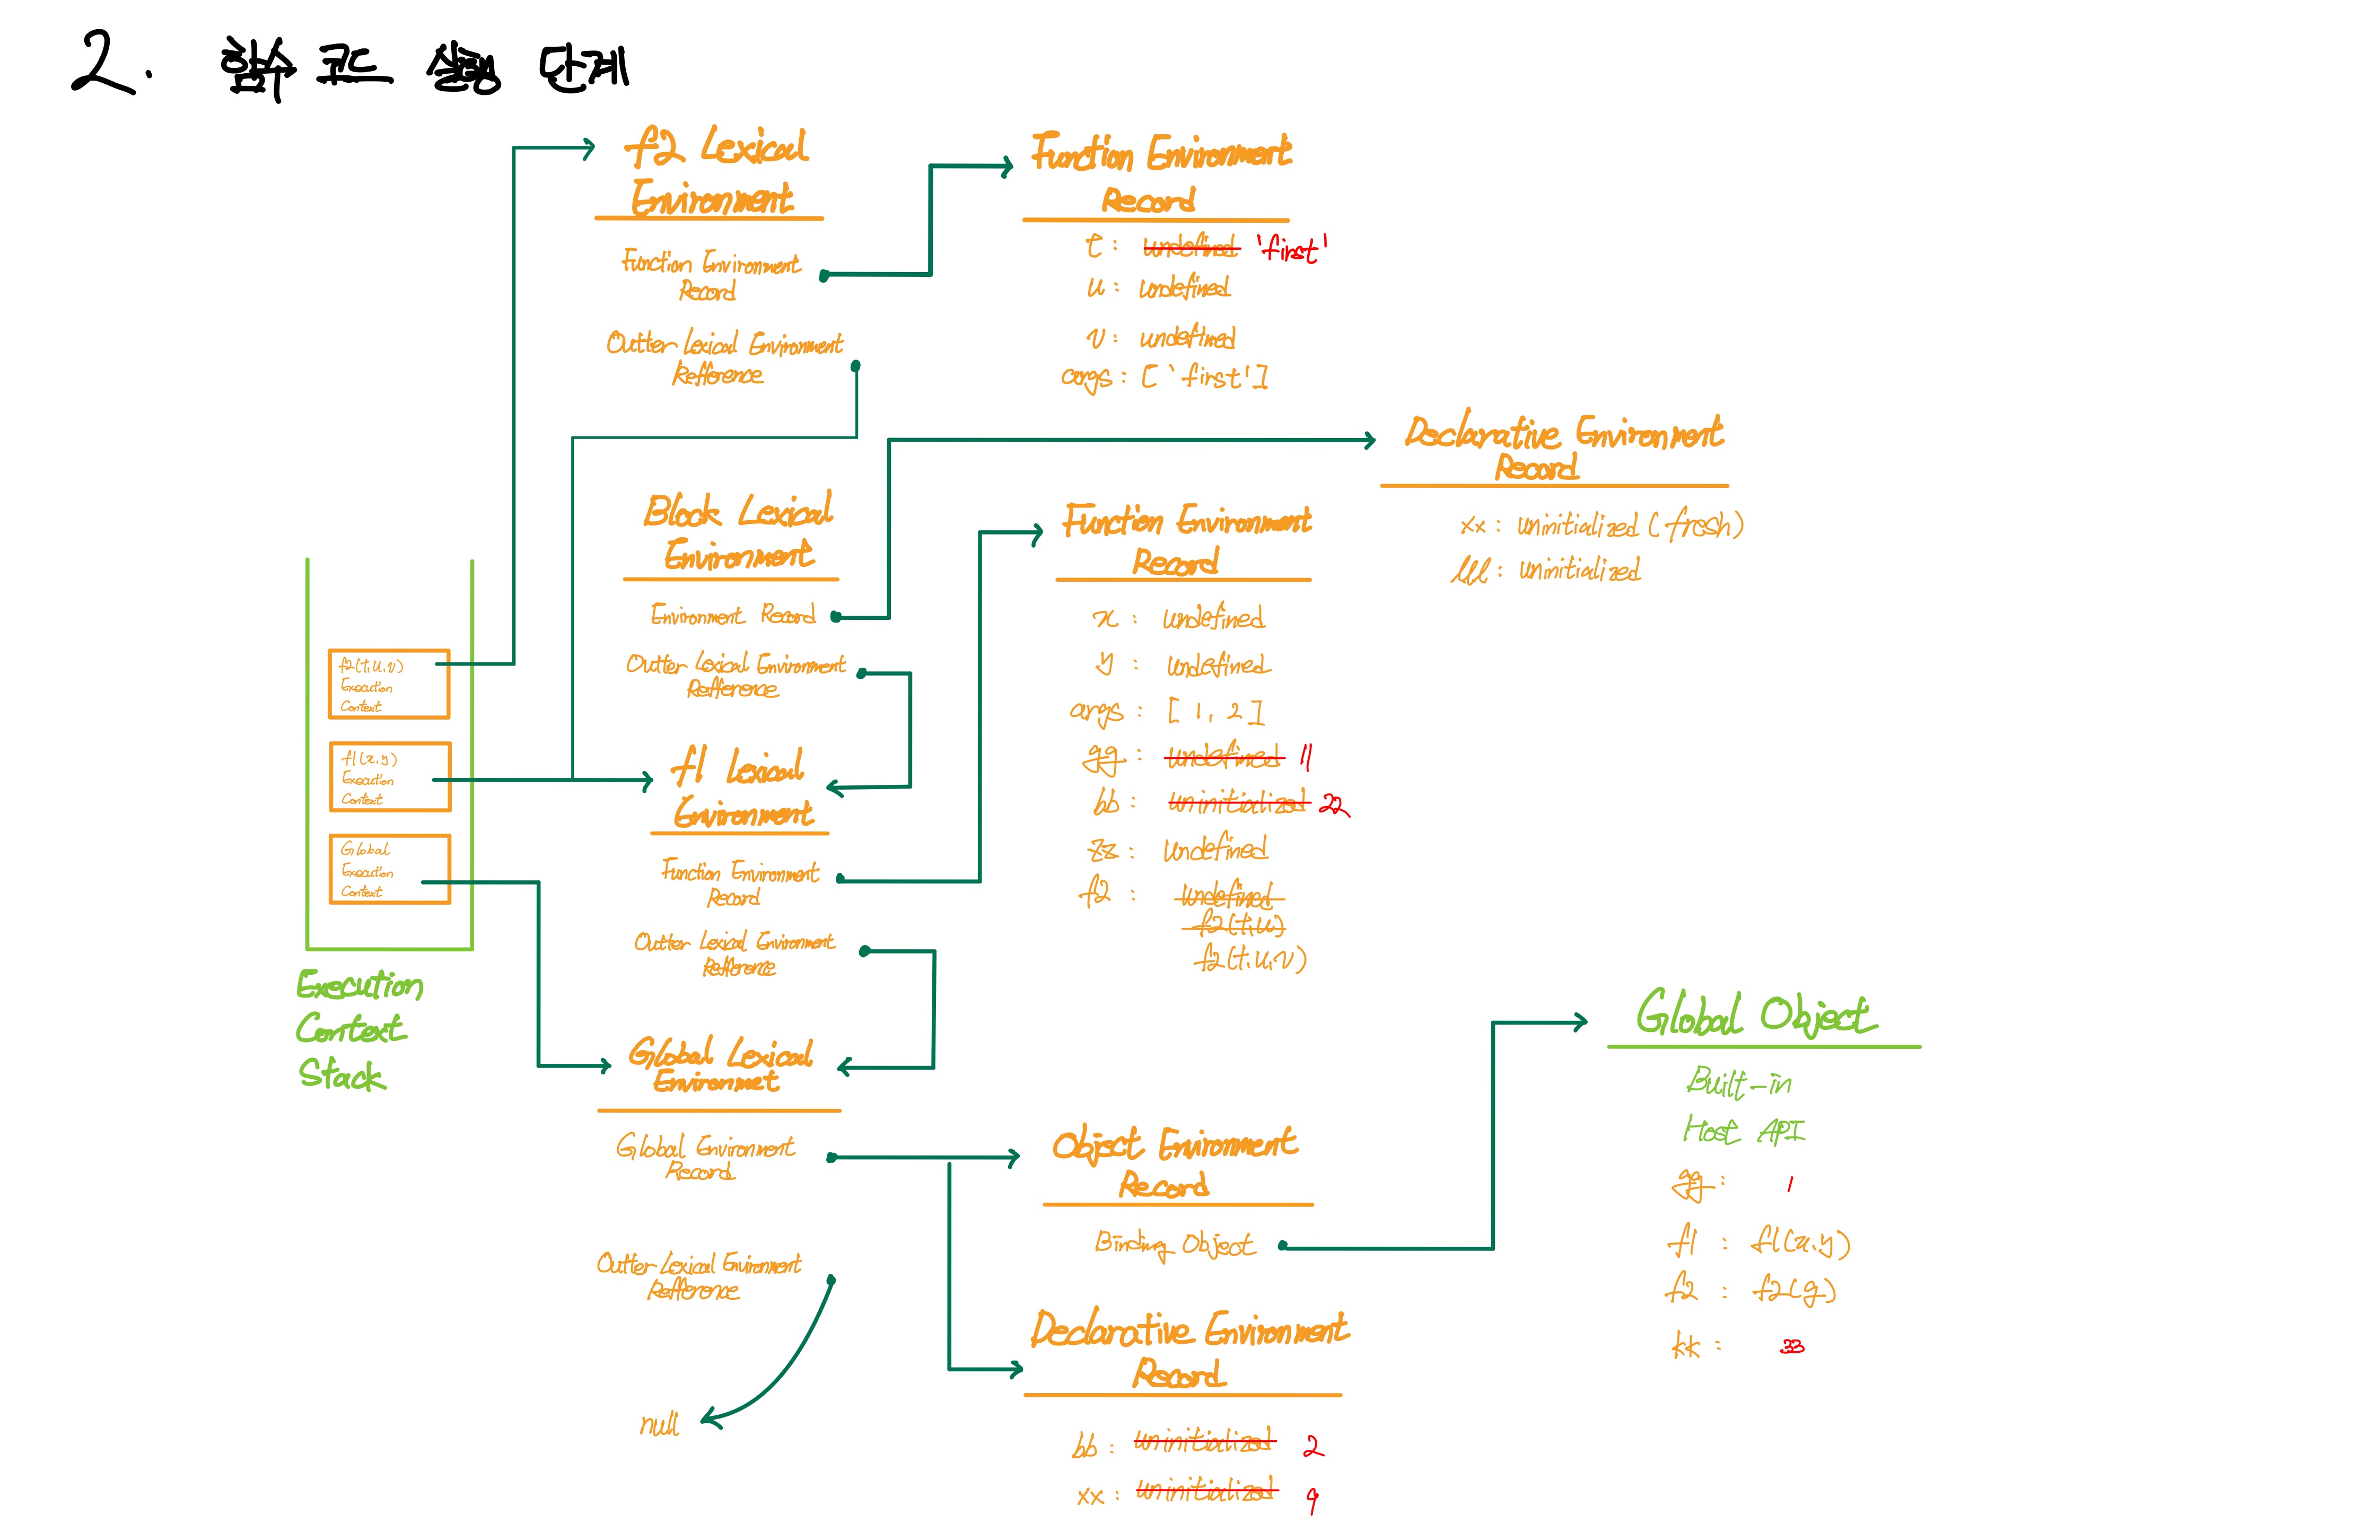 2. 함수 코드 실행 단계
f2 Lexical
Environment
Function Environment
Record
Outter Lexical Environment
Refference
Function Environment
Record
t : undefined 'first'
u : undefined
v : undefined
args : ['first']
Declarative Environment
Record
xx : uninitialized (fresh)
Block Lexical
Environment
Environment Record
Outter Lexical Environment
Refference
Function Environment
Record
x : undefined
y : undefined
args : [1, 2]
undefined 11
bb : uninitialized 22
zz : undefined
f2 : undefined
f2(t,u)
f2(t,u,v)
f2(t,u,v)
Execution
Context
f1(x,y)
Execution
Context
Global
Execution
Context
Execution
Context
Stack
f1 Lexical
Environment
Function Environment
Record
Outter Lexical Environment
Refference
Global Lexical
Environmet
Global Environment
Record
Outter Lexical Environment
Refference
null
Object Environment
Record
Binding Object
Declarative Environment
Record
bb : uninitialized 2
xx : uninitialized 4
Global Object
Built-in
Host API
1
f1 : f1(x,y)
f2 : f2(g)
kk : 33